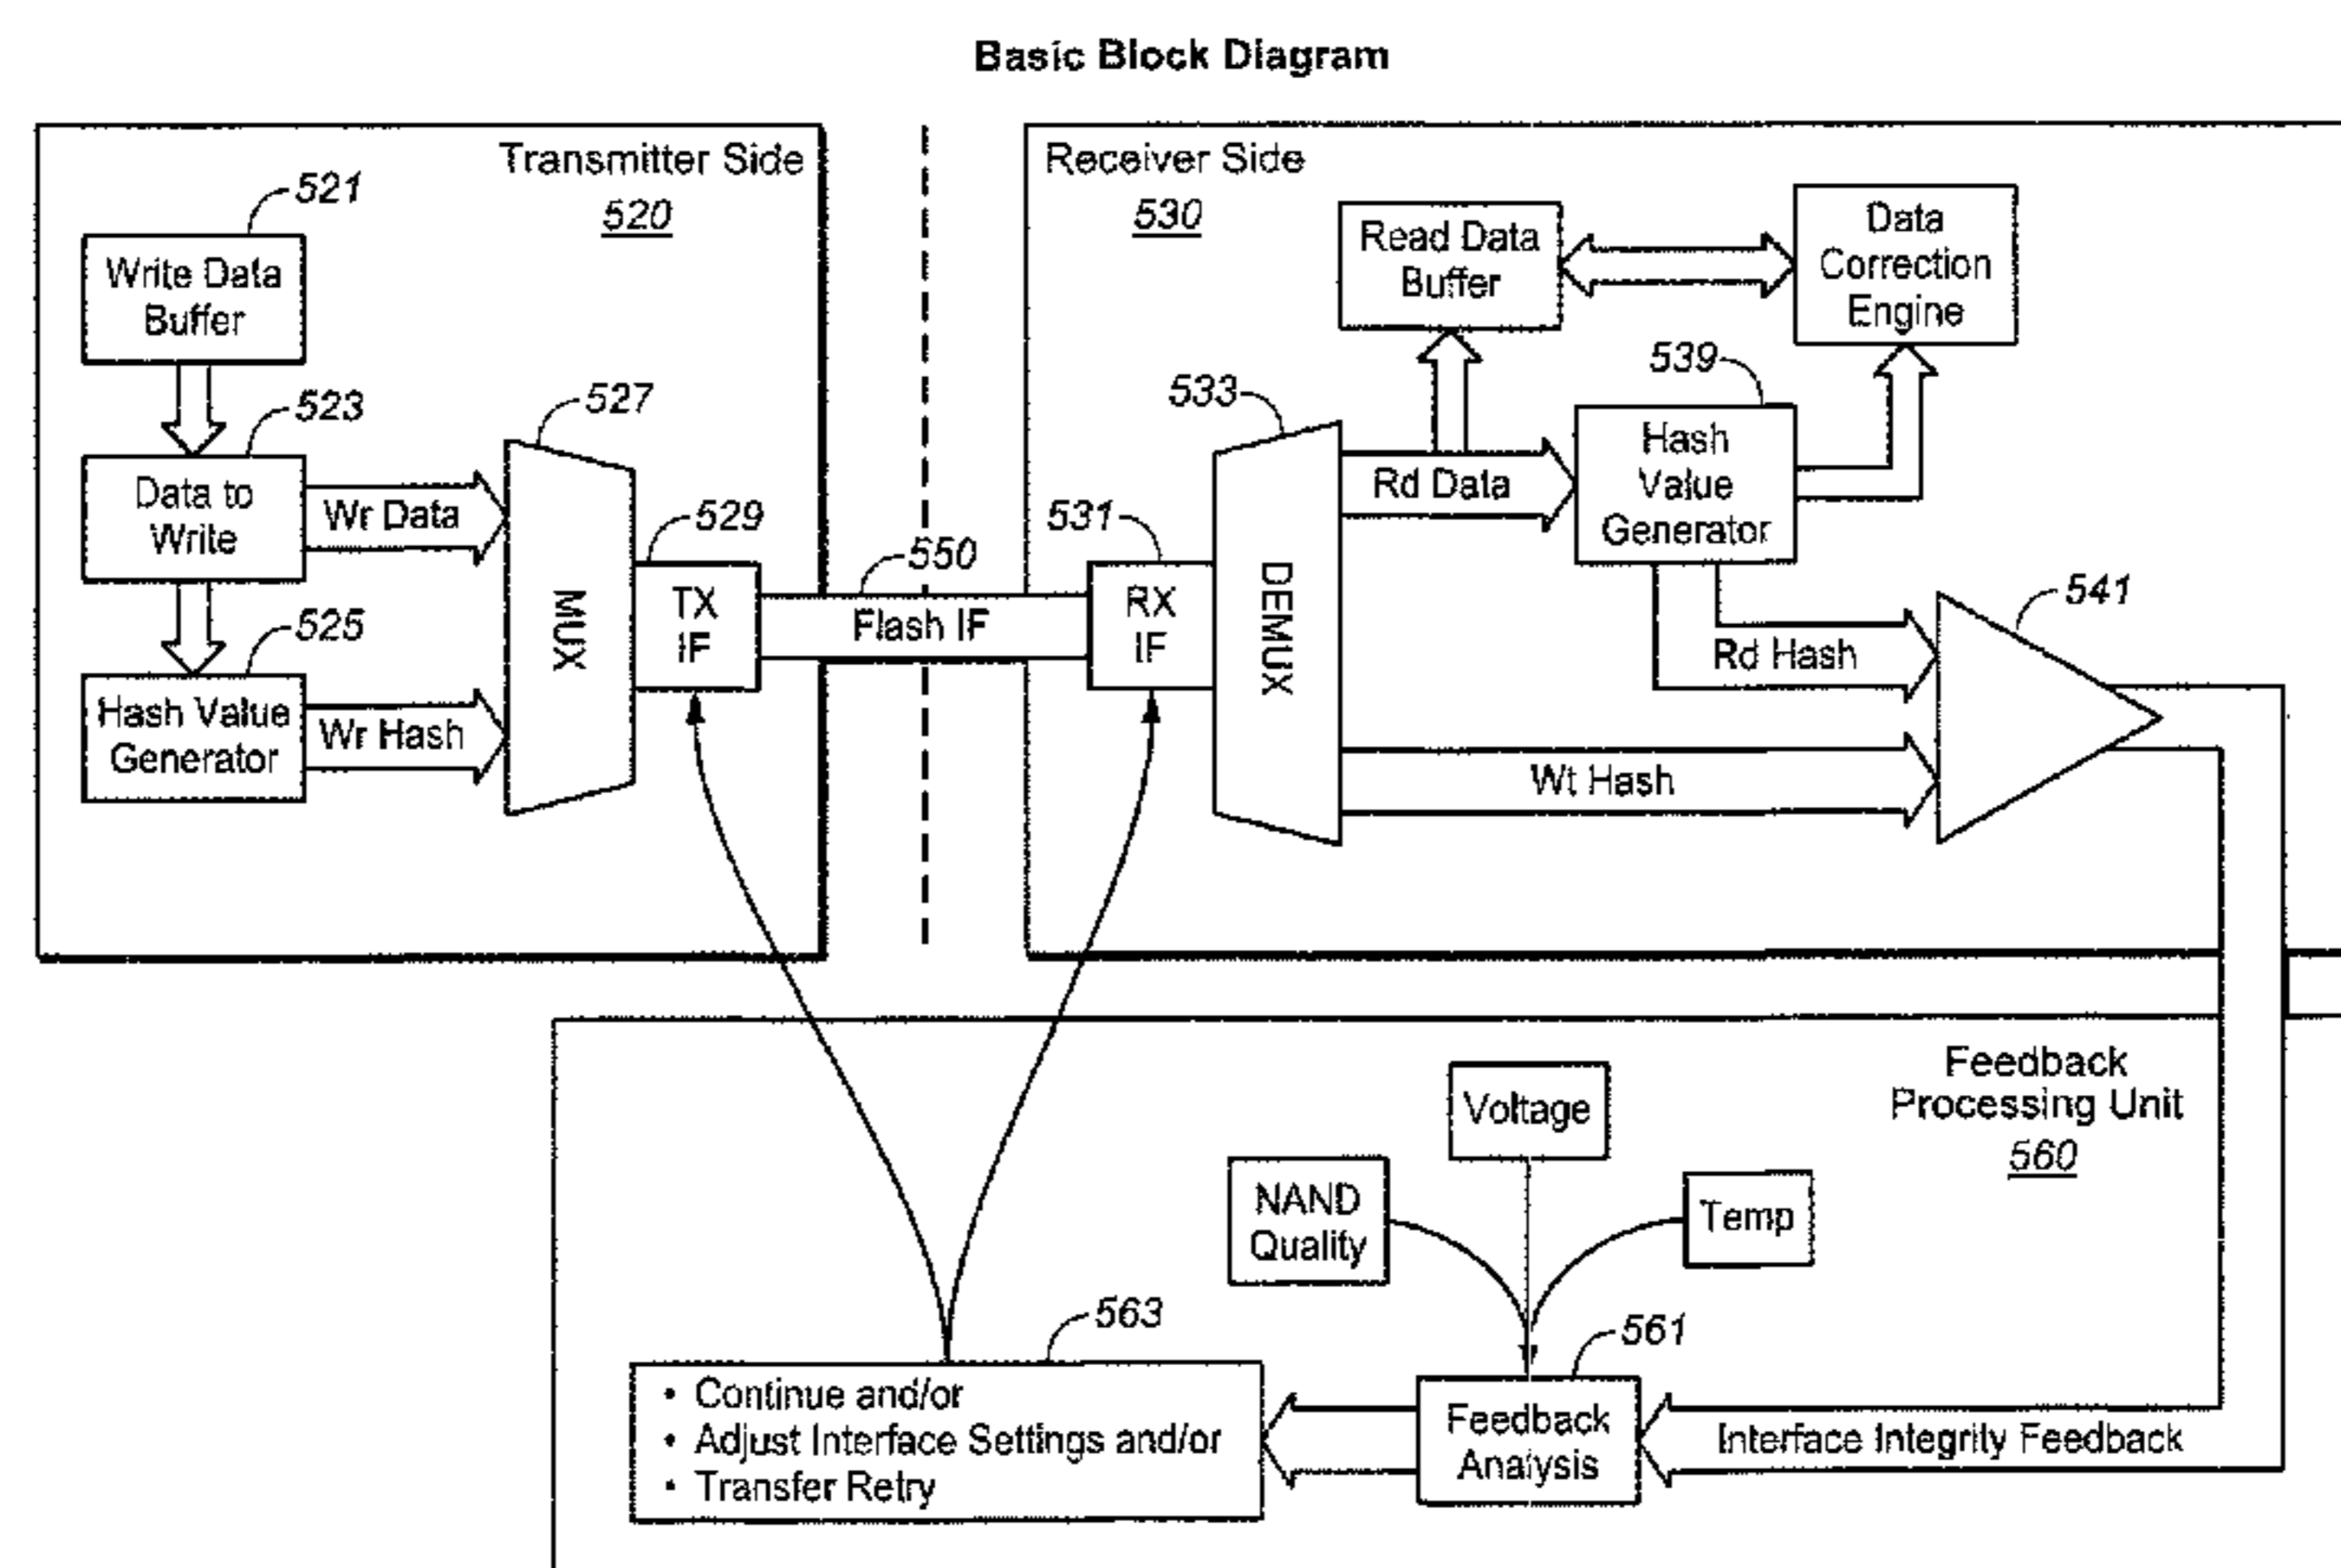 Basic Block Diagram
Transmitter Side
520
521
Write Data
Buffer
523
Data to
Write
Wr Data
525
Hash Value
Generator
Wr Hash
527
MUX
529
TX
IF
550
Flash IF
Receiver Side
530
531
RX
IF
533
DEMUX
Read Data
Buffer
Data
Correction
Engine
539
Hash
Value
Generator
Rd Data
541
Rd Hash
Wt Hash
Feedback
Processing Unit
560
Voltage
NAND
Quality
Temp
563
• Continue and/or
• Adjust Interface Settings and/or
• Transfer Retry
561
Feedback
Analysis
Interface Integrity Feedback